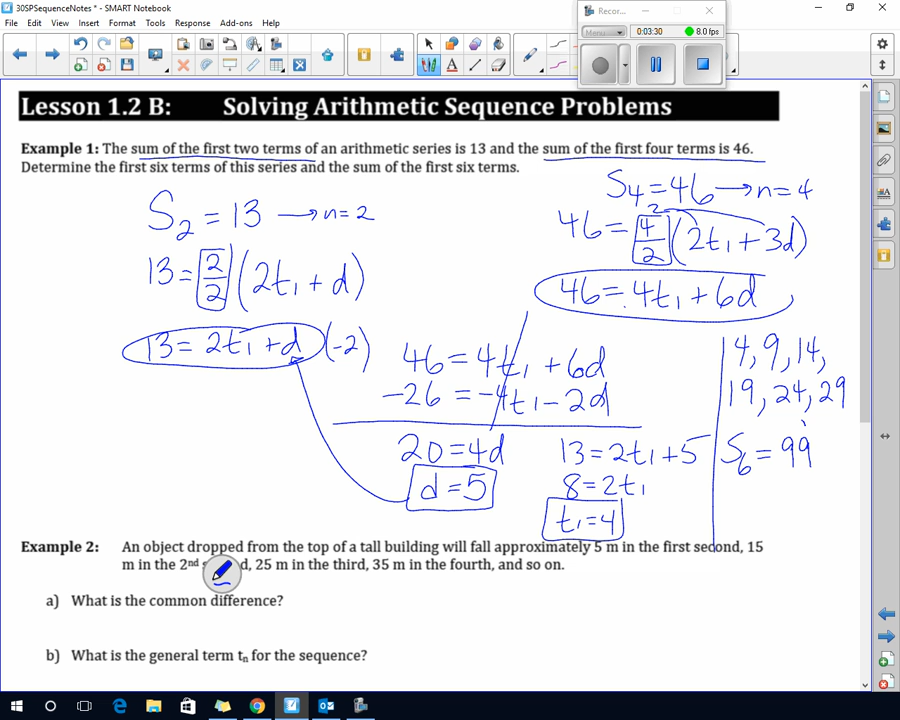 30SPSequenceNotes * - SMART Notebook
Recor...
File Edit View Insert Format Tools Add-ons Response Help
Menu
0:03:30
8.0 fps
Lesson 1.2 B: Solving Arithmetic Sequence Problems
Example 1: The sum of the first two terms of an arithmetic series is 13 and the sum of the first four terms is 46.
Determine the first six terms of this series and the sum of the first six terms.
S₂ = 13 → n=2
13 = 2/2 (2t₁ + d)
13 = 2t₁ + d (-2)
S₄ = 46 → n=4
2
46 = 4/2 (2t₁ + 3d)
46 = 4t₁ + 6d
46 = 4t₁ + 6d
-26 = -4t₁ - 2d
20 = 4d
d = 5
13 = 2t₁ + 5
8 = 2t₁
t₁ = 4
4, 9, 14,
19, 24, 29
S₆ = 99
Example 2: An object dropped from the top of a tall building will fall approximately 5 m in the first second, 15
m in the 2nd d, 25 m in the third, 35 m in the fourth, and so on.
a) What is the common difference?
b) What is the general term tn for the sequence?